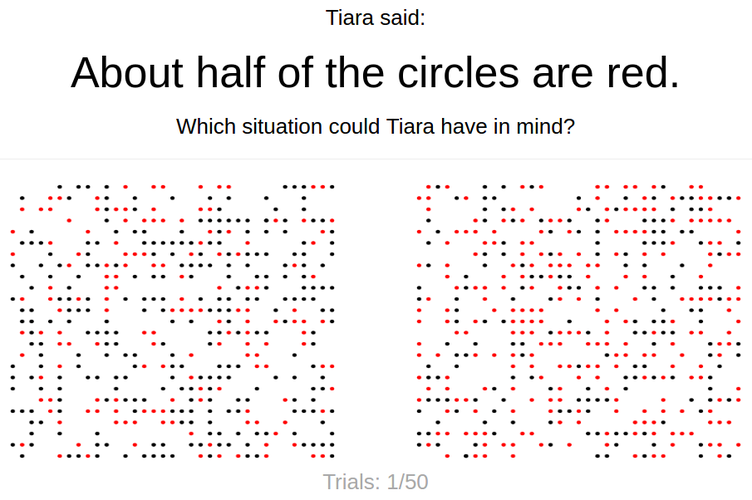 Tiara said:
About half of the circles are red.
Which situation could Tiara have in mind?
Trials: 1/50